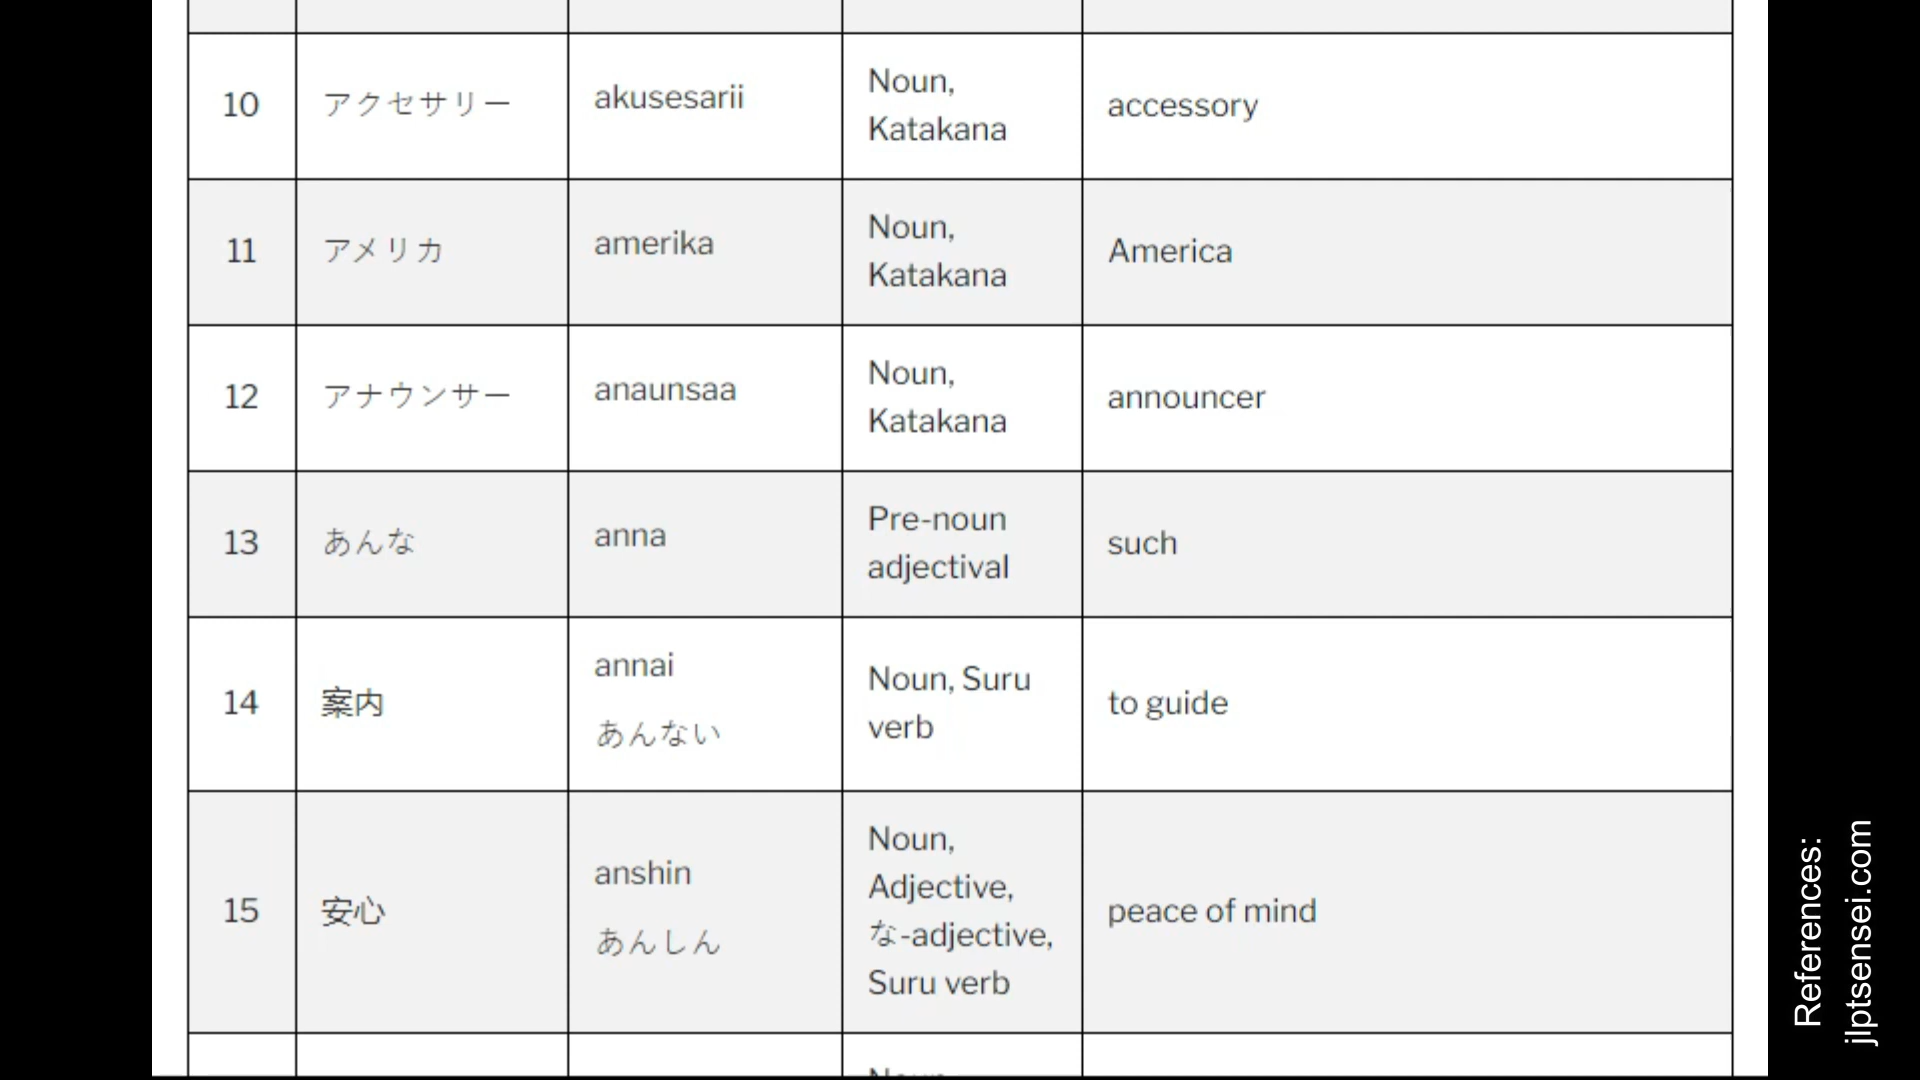 10 アクセサリー akusesarii Noun, Katakana accessory
11 アメリカ amerika Noun, Katakana America
12 アナウンサー anaunsaa Noun, Katakana announcer
13 あんな anna Pre-noun adjectival such
14 案内 annai あんない Noun, Suru verb to guide
15 安心 anshin あんしん Noun, Adjective, な-adjective, Suru verb peace of mind
References:
jlptsensei.com